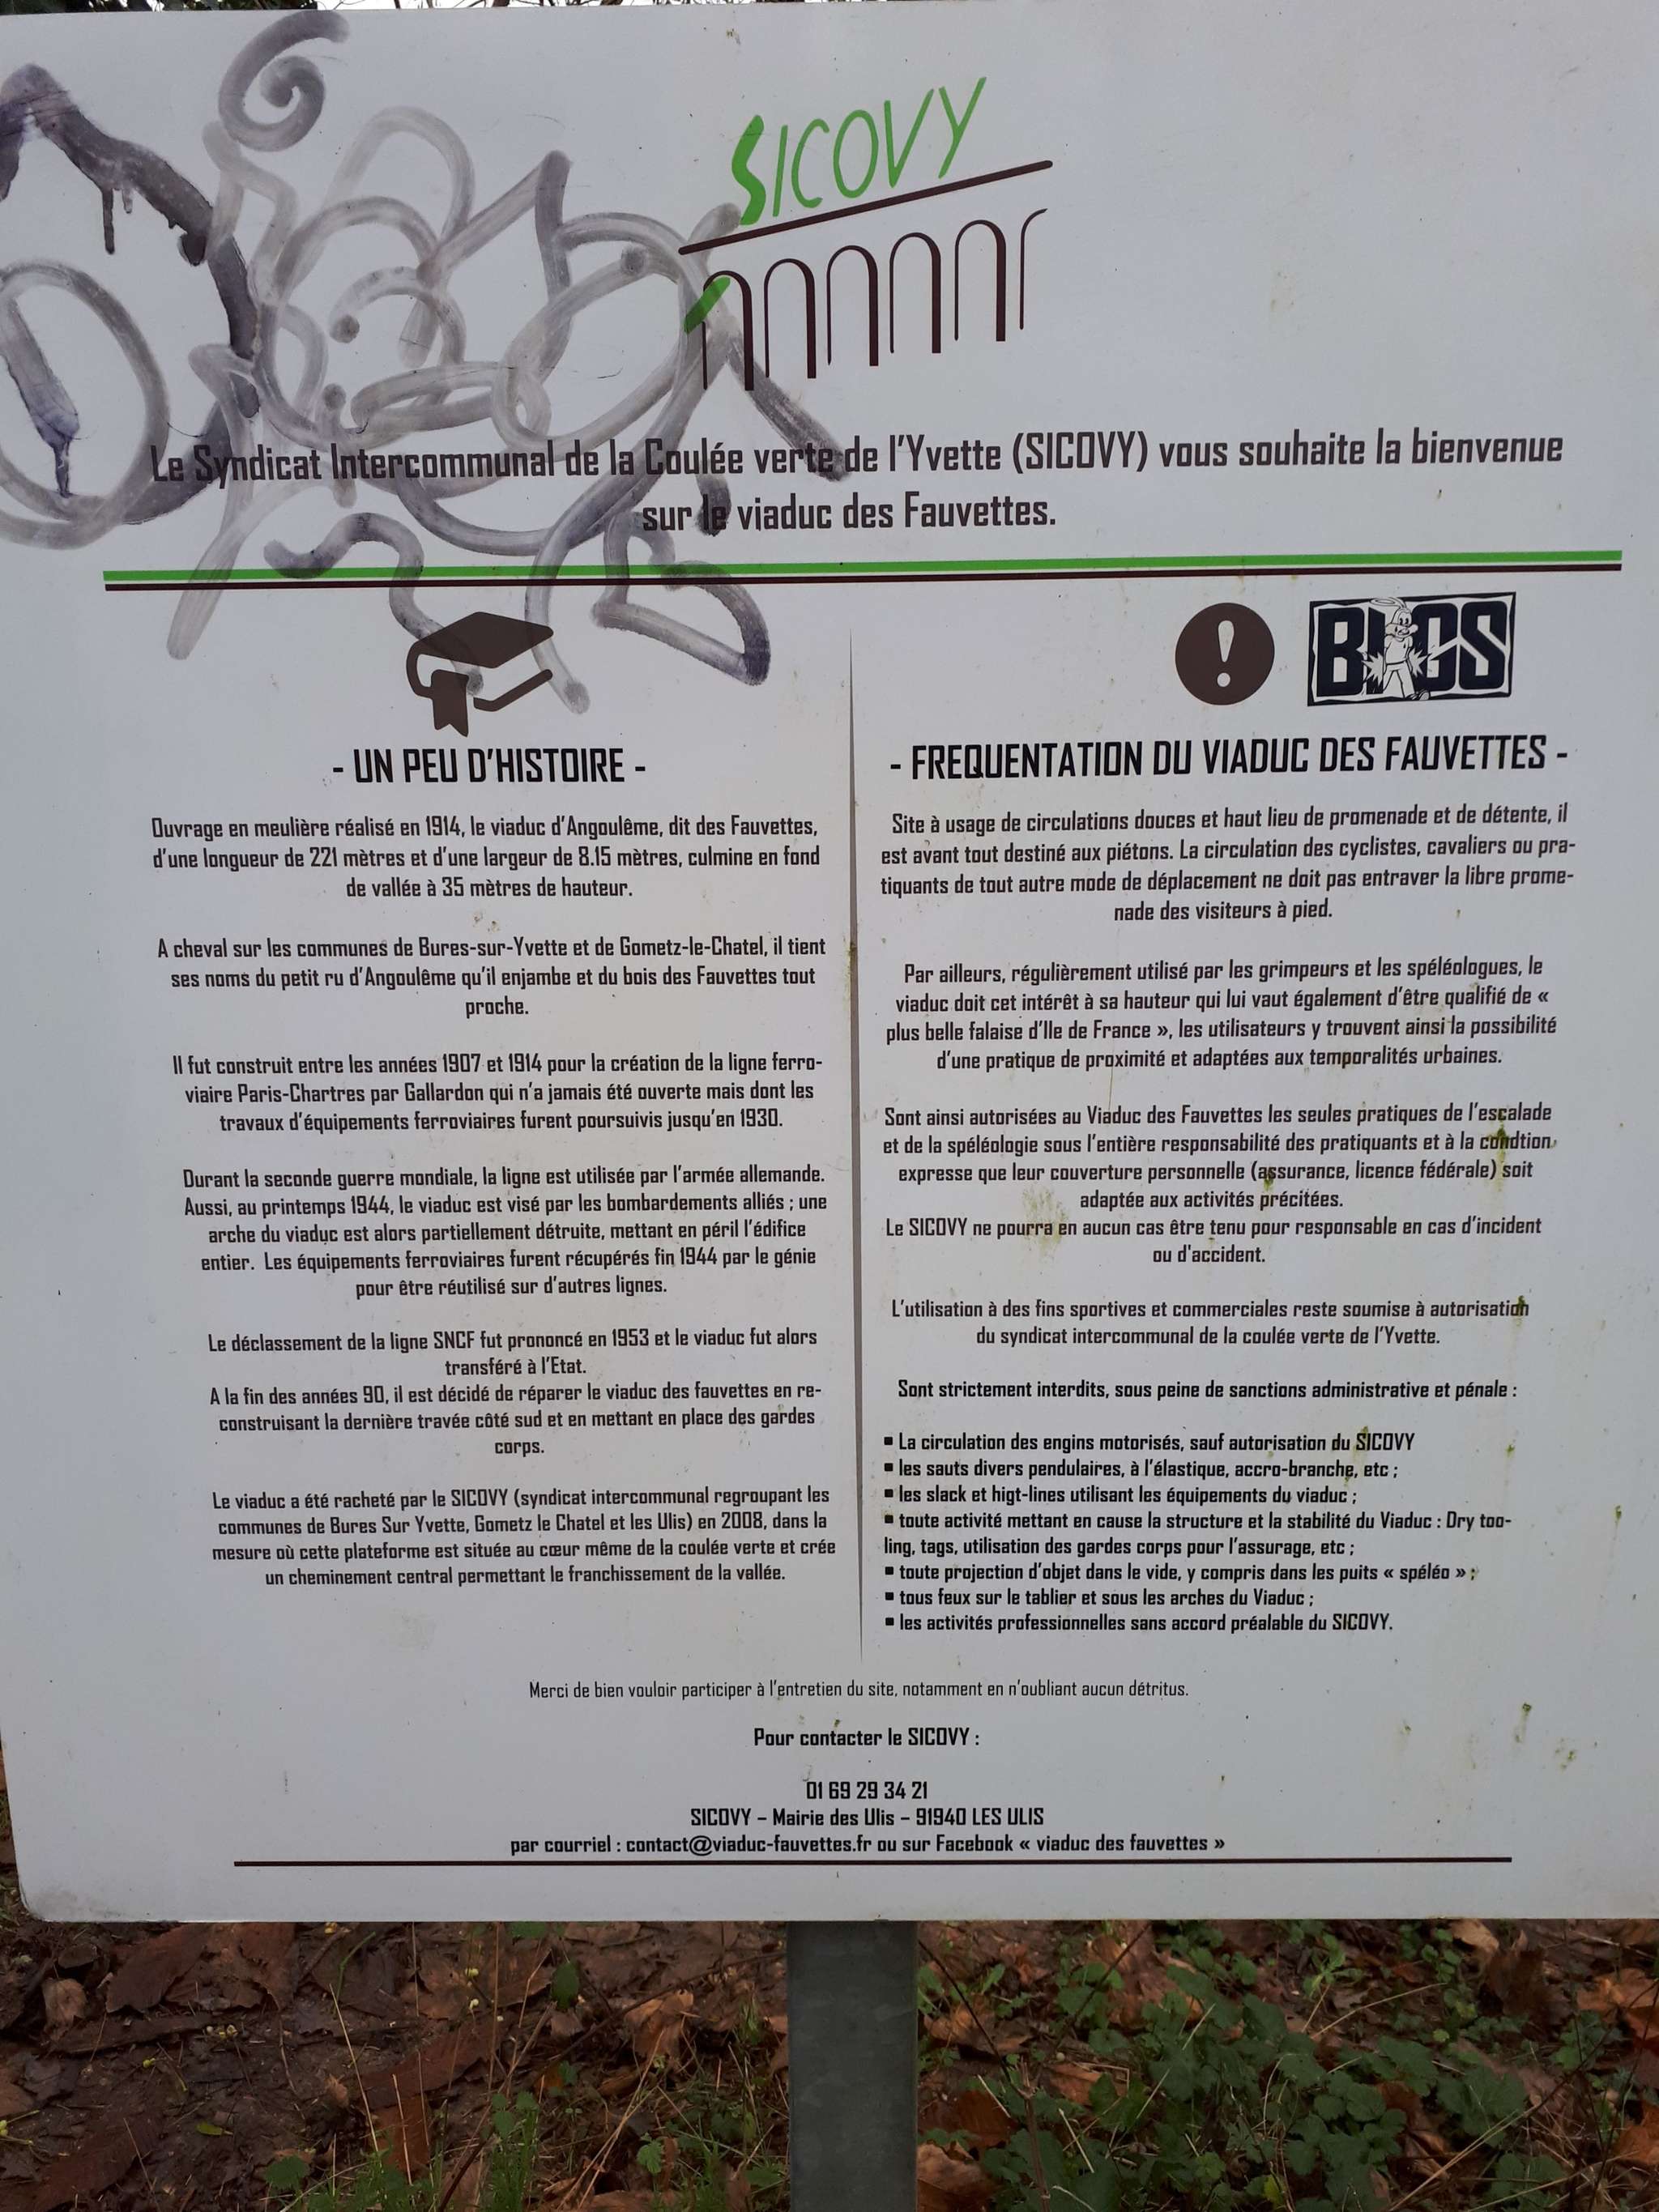 SICOVY
Le Syndicat Intercommunal de la Coulée verte de l'Yvette (SICOVY) vous souhaite la bienvenue
sur le viaduc des Fauvettes.
- UN PEU D'HISTOIRE -
Ouvrage en meulière réalisé en 1914, le viaduc d'Angoulême, dit des Fauvettes,
d'une longueur de 221 mètres et d'une largeur de 8.15 mètres, culmine en fond
de vallée à 35 mètres de hauteur.
A cheval sur les communes de Bures-sur-Yvette et de Gometz-le-Chatel, il tient
ses noms du petit ru d'Angoulême qu'il enjambe et du bois des Fauvettes tout
proche.
Il fut construit entre les années 1907 et 1914 pour la création de la ligne ferro-
viaire Paris-Chartres par Gallardon qui n'a jamais été ouverte mais dont les
travaux d'équipements ferroviaires furent poursuivis jusqu'en 1930.
Durant la seconde guerre mondiale, la ligne est utilisée par l'armée allemande.
Aussi, au printemps 1944, le viaduc est visé par les bombardements alliés ; une
arche du viaduc est alors partiellement détruite, mettant en péril l'édifice
entier. Les équipements ferroviaires furent récupérés fin 1944 par le génie
pour être réutilisé sur d'autres lignes.
Le déclassement de la ligne SNCF fut prononcé en 1953 et le viaduc fut alors
transféré à l'Etat.
A la fin des années 90, il est décidé de réparer le viaduc des fauvettes en re-
construisant la dernière travée côté sud et en mettant en place des gardes
corps.
Le viaduc a été racheté par le SICOVY (syndicat intercommunal regroupant les
communes de Bures Sur Yvette, Gometz le Chatel et les Ulis) en 2008, dans la
mesure où cette plateforme est située au cœur même de la coulée verte et crée
un cheminement central permettant le franchissement de la vallée.
!
- FREQUENTATION DU VIADUC DES FAUVETTES -
Site à usage de circulations douces et haut lieu de promenade et de détente, il
est avant tout destiné aux piétons. La circulation des cyclistes, cavaliers ou pra-
tiquants de tout autre mode de déplacement ne doit pas entraver la libre prome-
nade des visiteurs à pied.
Par ailleurs, régulièrement utilisé par les grimpeurs et les spéléologues, le
viaduc doit cet intérêt à sa hauteur qui lui vaut également d'être qualifié de «
plus belle falaise d'Ile de France », les utilisateurs y trouvent ainsi la possibilité
d'une pratique de proximité et adaptées aux temporalités urbaines.
Sont ainsi autorisées au Viaduc des Fauvettes les seules pratiques de l'escalade
et de la spéléologie sous l'entière responsabilité des pratiquants et à la condtion
expresse que leur couverture personnelle (assurance, licence fédérale) soit
adaptée aux activités précitées.
Le SICOVY ne pourra en aucun cas être tenu pour responsable en cas d'incident
ou d'accident.
L'utilisation à des fins sportives et commerciales reste soumise à autorisation
du syndicat intercommunal de la coulée verte de l'Yvette.
Sont strictement interdits, sous peine de sanctions administrative et pénale :
▪ La circulation des engins motorisés, sauf autorisation du SICOVY
▪ les sauts divers pendulaires, à l'élastique, accro-branche, etc ;
▪ les slack et higt-lines utilisant les équipements du viaduc ;
▪ toute activité mettant en cause la structure et la stabilité du Viaduc : Dry too-
ling, tags, utilisation des gardes corps pour l'assurage, etc ;
▪ toute projection d'objet dans le vide, y compris dans les puits « spéléo » ;
▪ tous feux sur le tablier et sous les arches du Viaduc ;
▪ les activités professionnelles sans accord préalable du SICOVY.
Merci de bien vouloir participer à l'entretien du site, notamment en n'oubliant aucun détritus.
Pour contacter le SICOVY :
01 69 29 34 21
SICOVY – Mairie des Ulis – 91940 LES ULIS
par courriel : contact@viaduc-fauvettes.fr ou sur Facebook « viaduc des fauvettes »